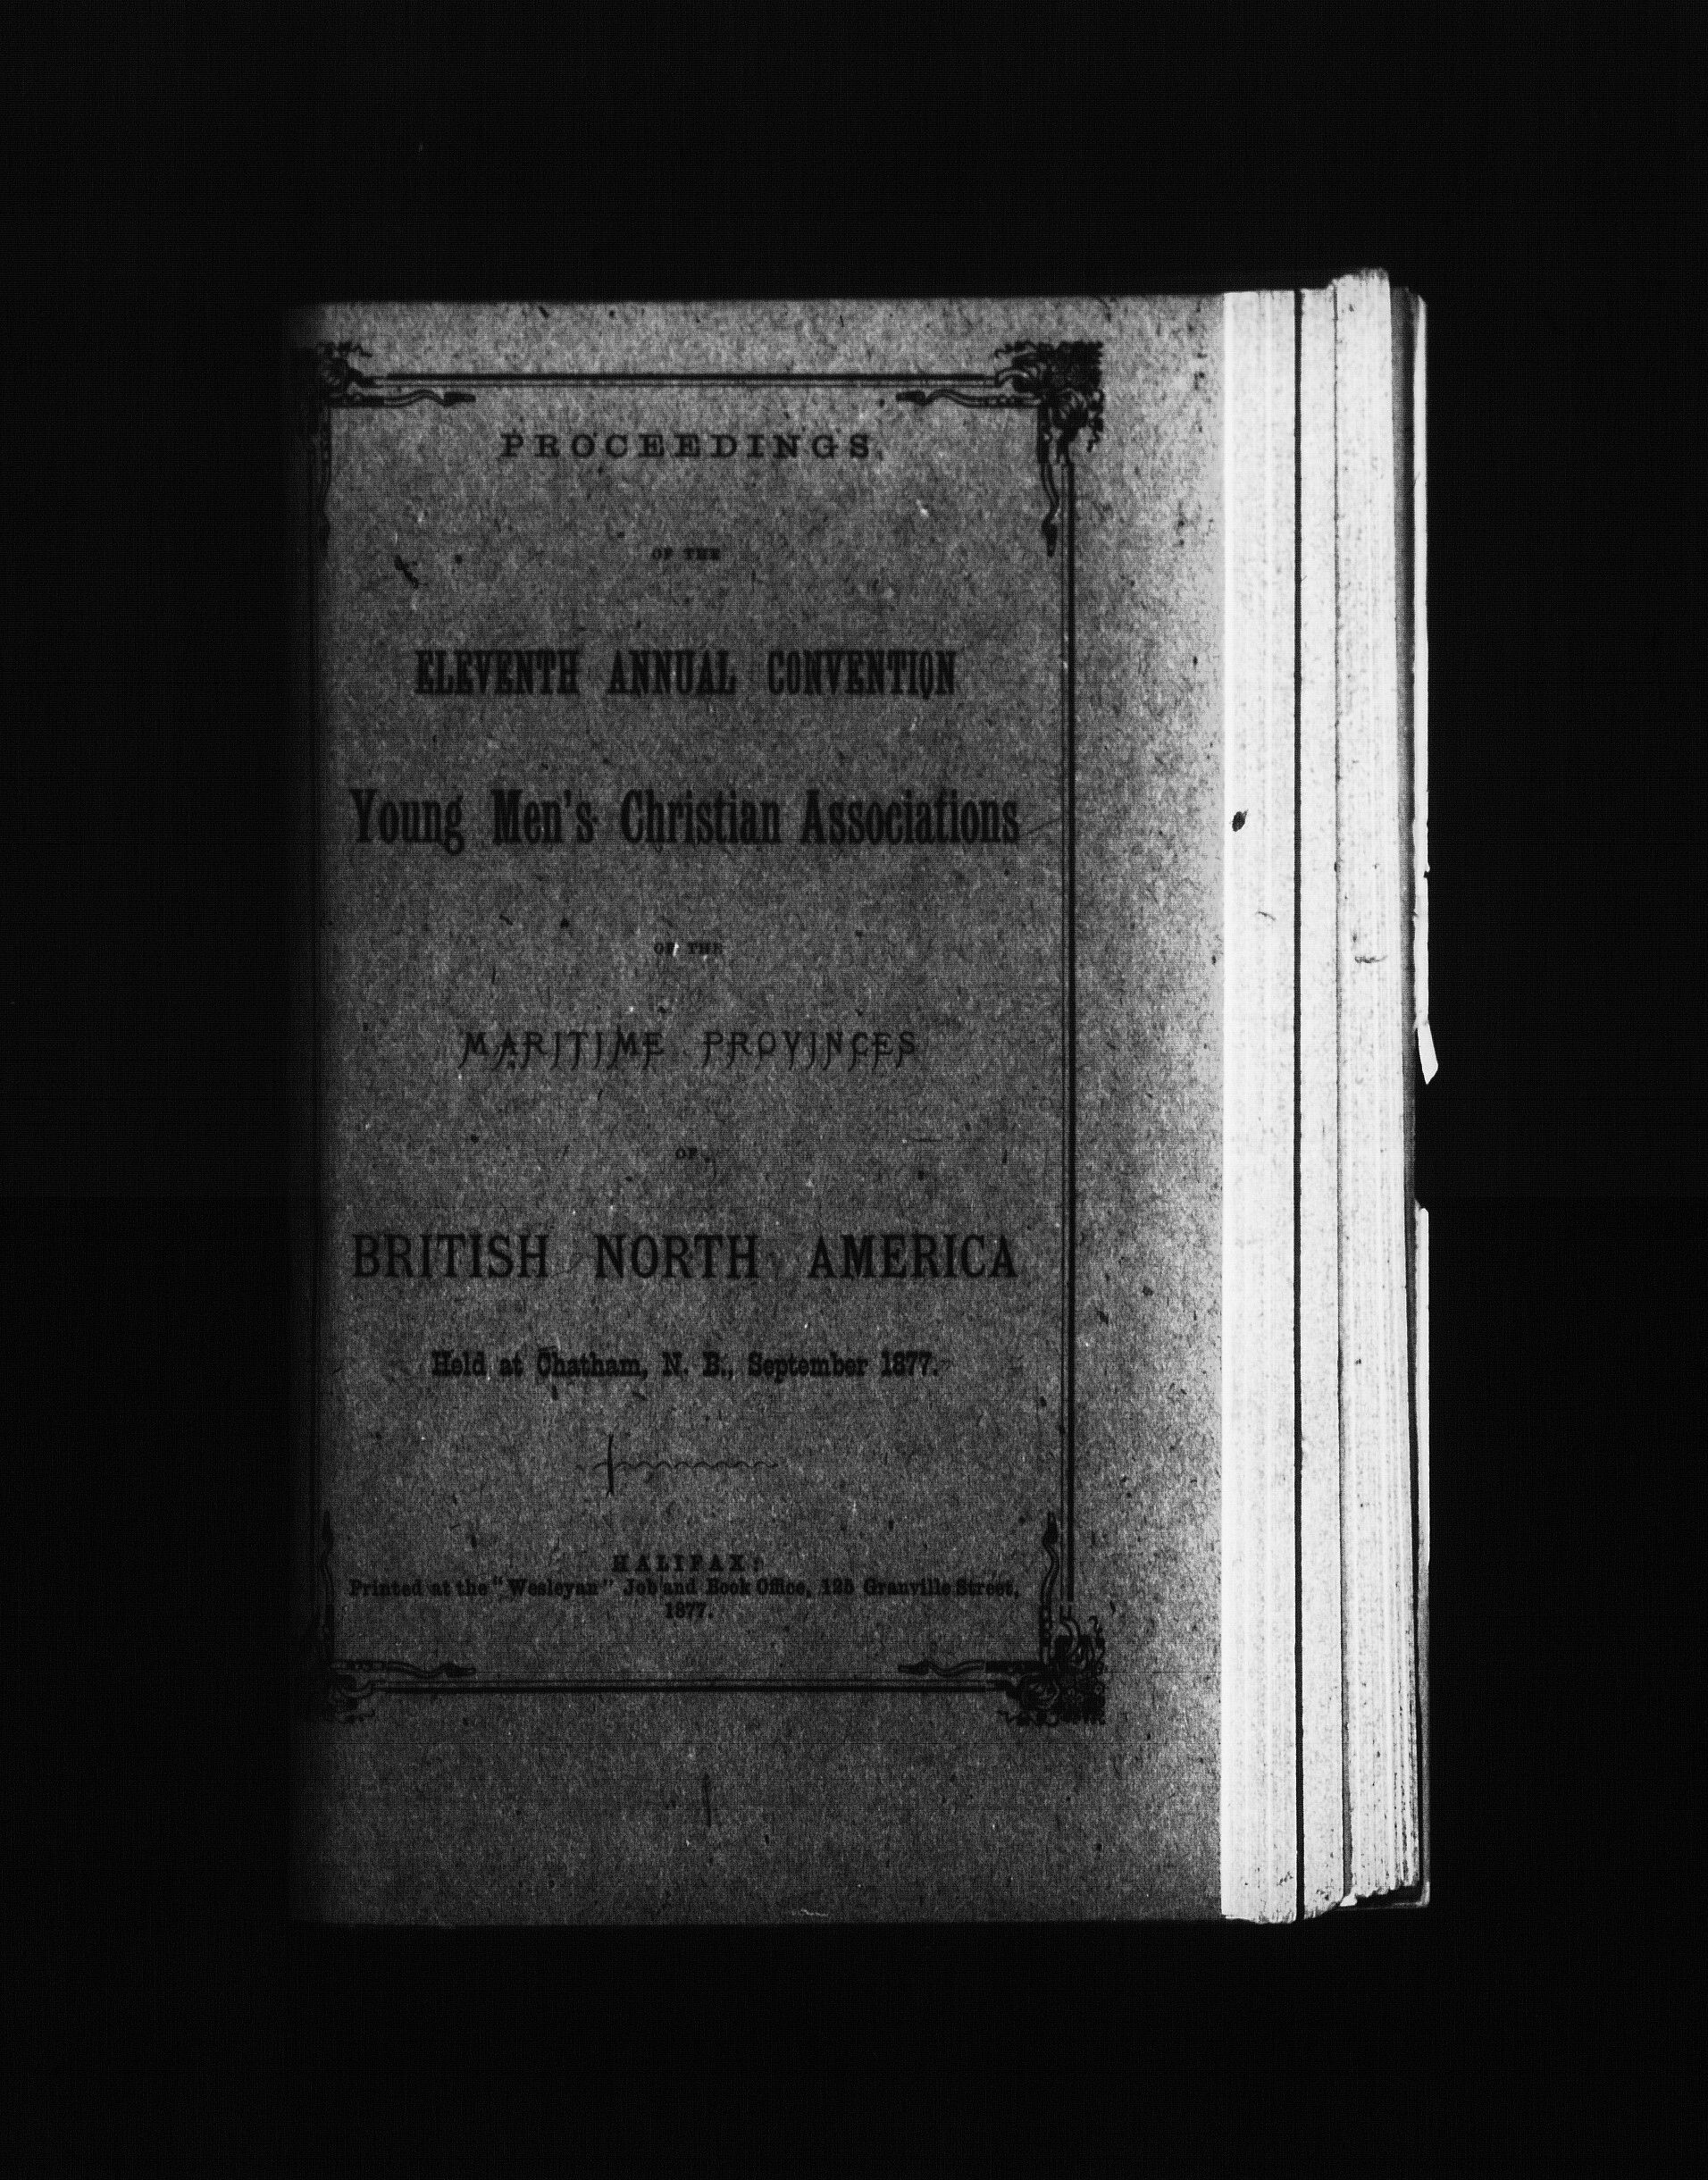 PROCEEDINGS,
OF THE
ELEVENTH ANNUAL CONVENTION
Young Men's Christian Associations
OF THE
MARITIME PROVINCES
OF
BRITISH NORTH AMERICA
Held at Chatham, N. B., September 1877.
HALIFAX:
Printed at the "Wesleyan" Job and Book Office, 125 Granville Street,
1877.